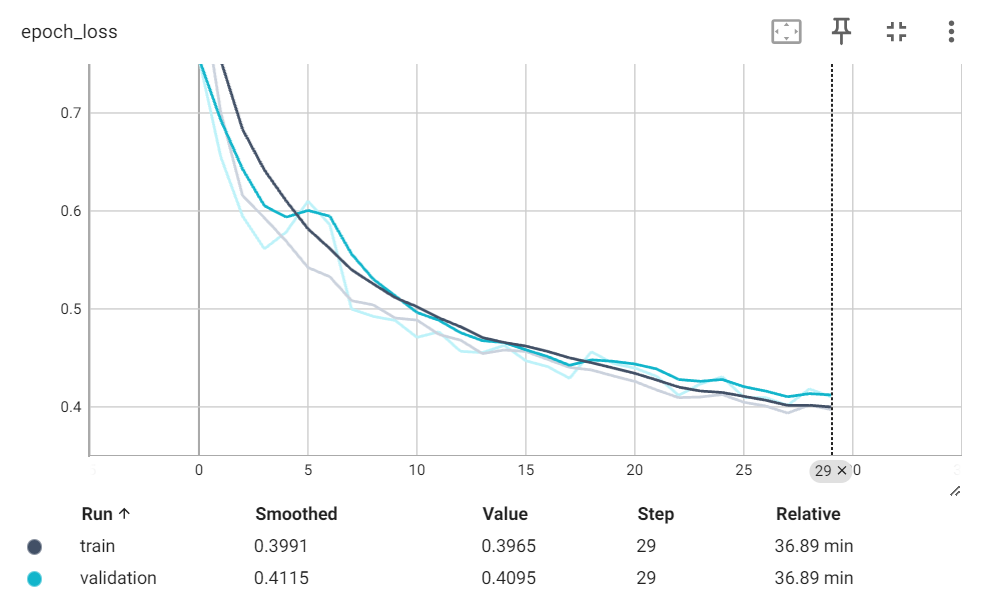 epoch_loss
0.7
0.6
0.5
0.4
0 5 10 15 20 25 29 ✕ 0
Run ↑ Smoothed Value Step Relative
train 0.3991 0.3965 29 36.89 min
validation 0.4115 0.4095 29 36.89 min